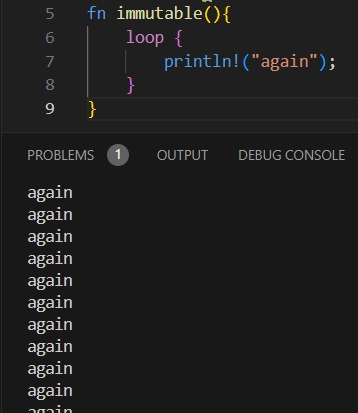 5 fn immutable(){
6 loop {
7 println!("again");
8 }
9 }
PROBLEMS 1 OUTPUT DEBUG CONSOLE
again
again
again
again
again
again
again
again
again
again
again